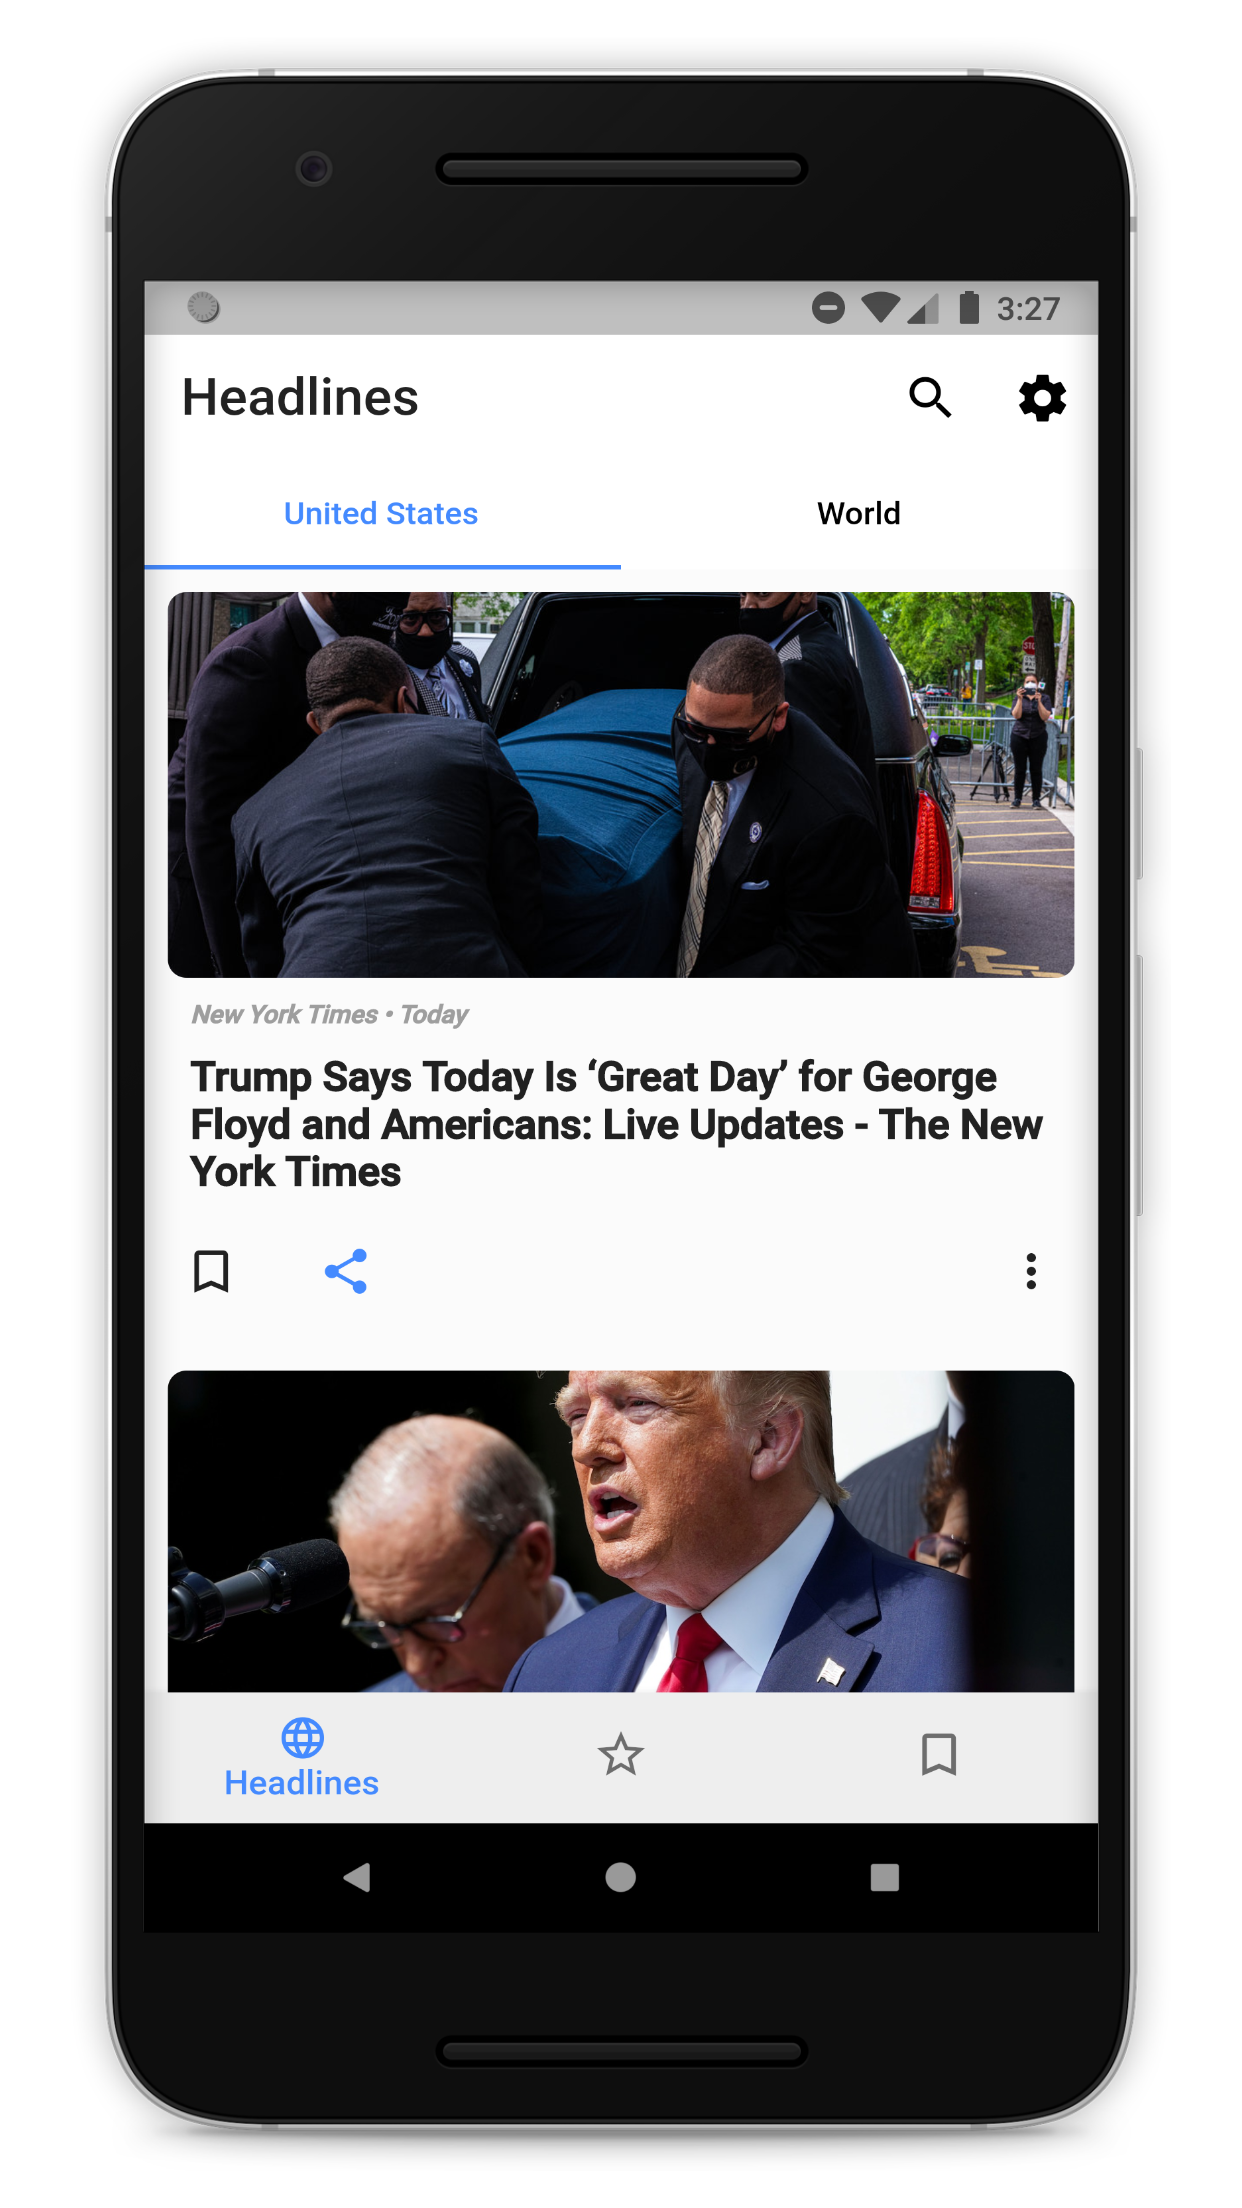 3:27
Headlines
United States
World
New York Times • Today
Trump Says Today Is ‘Great Day’ for George
Floyd and Americans: Live Updates - The New
York Times
Headlines